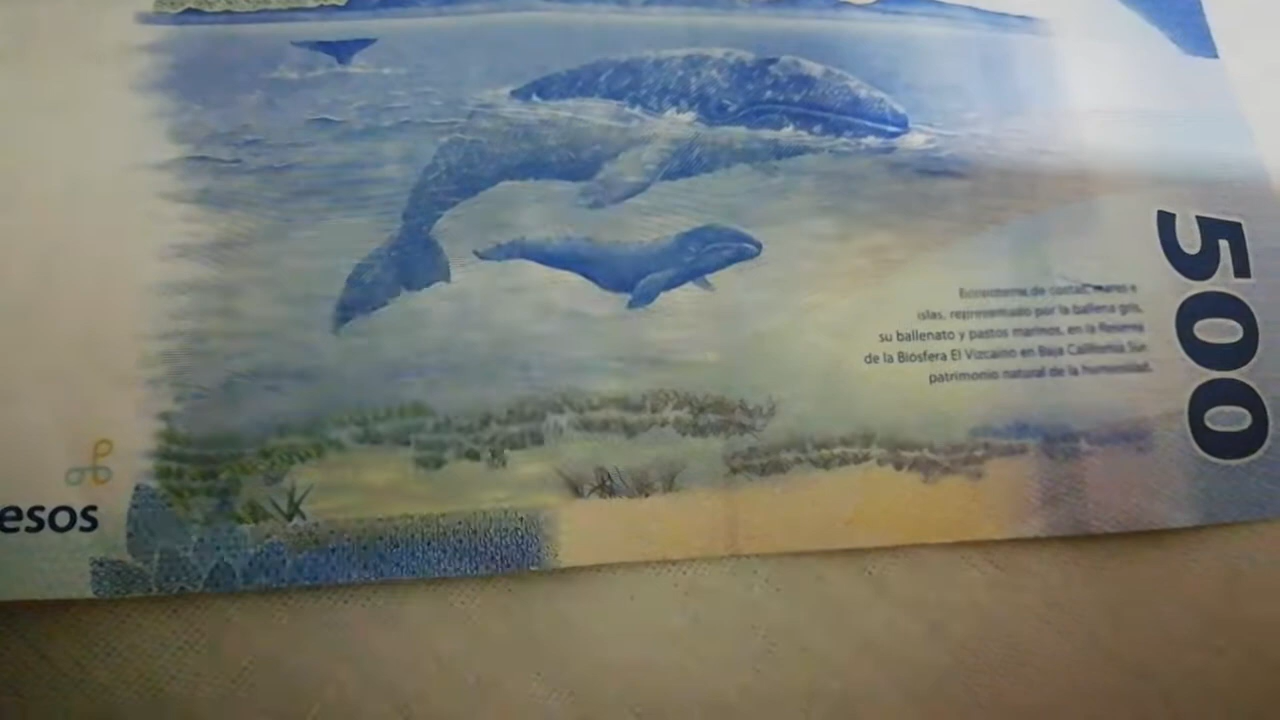 Ecosistema de costas, mares e
islas, representado por la ballena gris,
su ballenato y pastos marinos, en la Reserva
de la Biosfera El Vizcaíno en Baja California Sur
patrimonio natural de la humanidad.
500
esos